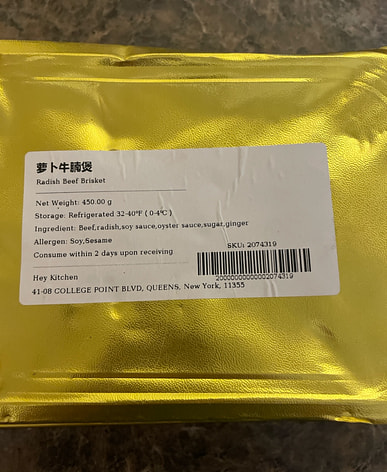 萝卜牛腩煲
Radish Beef Brisket
Net Weight: 450.00 g
Storage: Refrigerated 32-40°F ( 0-4℃ )
Ingredient: Beef,radish,soy sauce,oyster sauce,sugar,ginger
Allergen: Soy,Sesame
SKU: 2074319
Consume within 2 days upon receiving
20000000000002074319
Hey Kitchen
41-08 COLLEGE POINT BLVD, QUEENS, New York, 11355